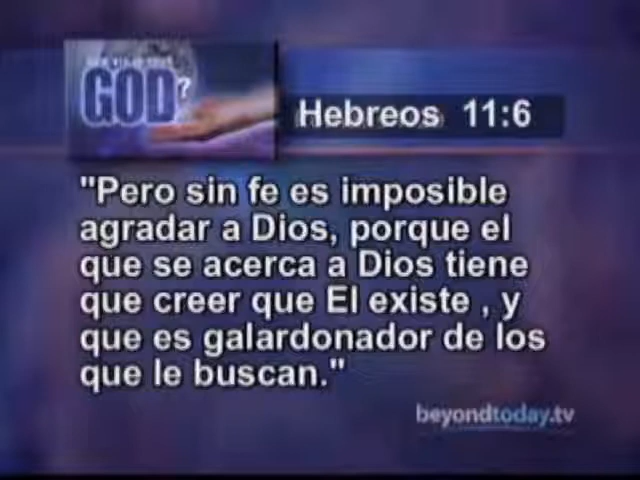 GOD?
Hebreos 11:6
"Pero sin fe es imposible
agradar a Dios, porque el
que se acerca a Dios tiene
que creer que El existe , y
que es galardonador de los
que le buscan."
beyondtoday.tv